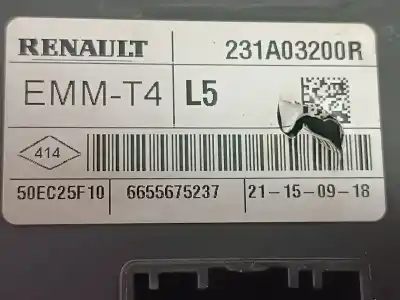 RENAULT 231A03200R
EMM-T4 L5
414
50EC25F10 6655675237 21-15-09-18